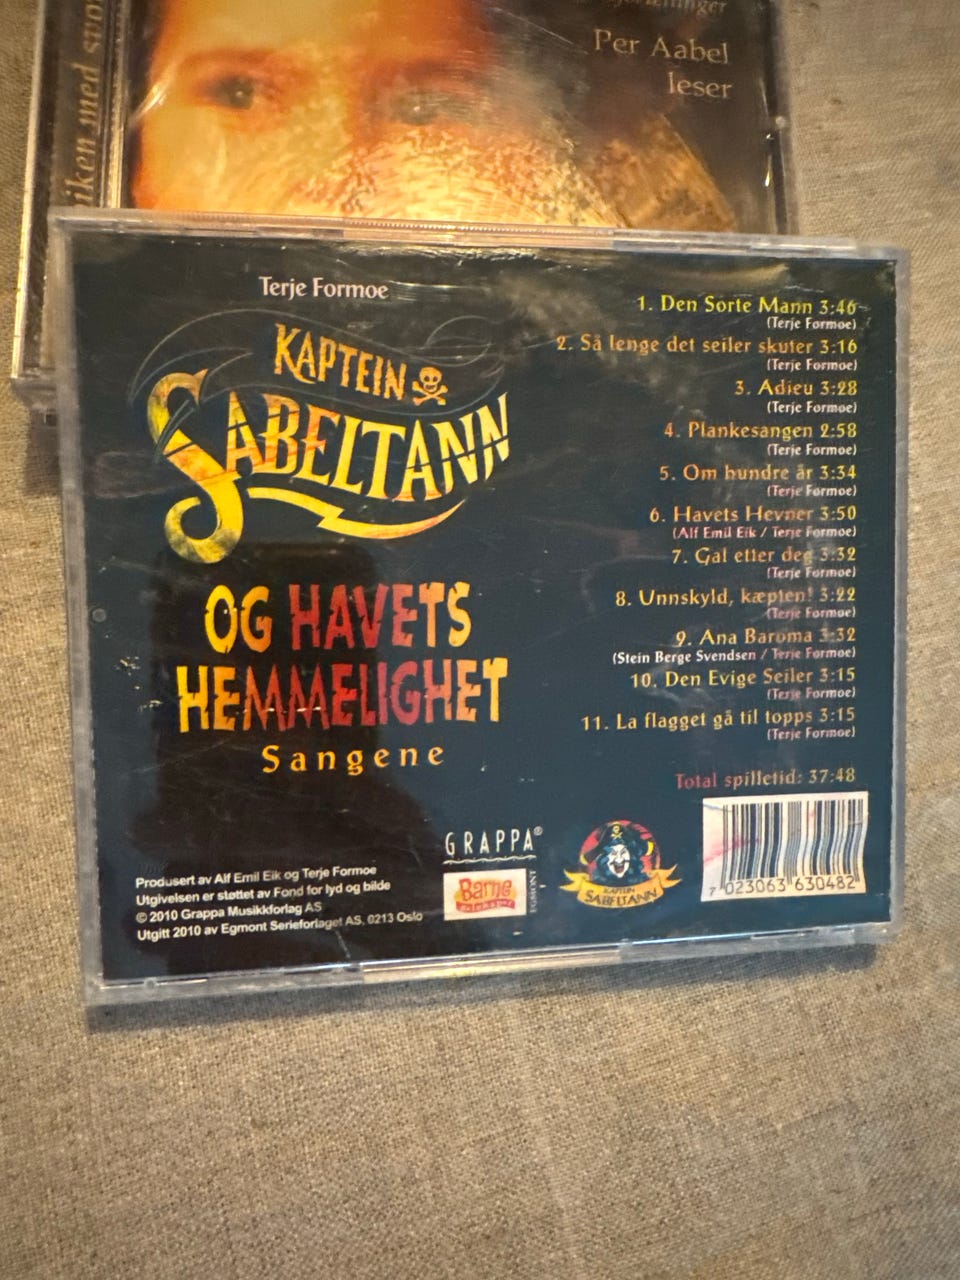 Per Aabel
leser
Terje Formoe
KAPTEIN
SABELTANN
OG HAVETS
HEMMELIGHET
Sangene
1. Den Sorte Mann 3:46
(Terje Formoe)
2. Så lenge det seiler skuter 3:16
(Terje Formoe)
3. Adieu 3:28
(Terje Formoe)
4. Plankesangen 2:58
(Terje Formoe)
5. Om hundre år 3:34
(Terje Formoe)
6. Havets Hevner 3:50
(Alf Emil Eik / Terje Formoe)
7. Gal etter deg 3:32
(Terje Formoe)
8. Unnskyld, kæpten! 3:22
(Terje Formoe)
9. Ana Baroma 3:32
(Stein Berge Svendsen / Terje Formoe)
10. Den Evige Seiler 3:15
(Terje Formoe)
11. La flagget gå til topps 3:15
(Terje Formoe)
Total spilletid: 37:48
Produsert av Alf Emil Eik og Terje Formoe
Utgivelsen er støttet av Fond for lyd og bilde
© 2010 Grappa Musikkforlag AS
Utgitt 2010 av Egmont Serieforlaget AS, 0213 Oslo
GRAPPA®
Barne
EGMONT
KAPTEIN
SABELTANN
7 023063 630482